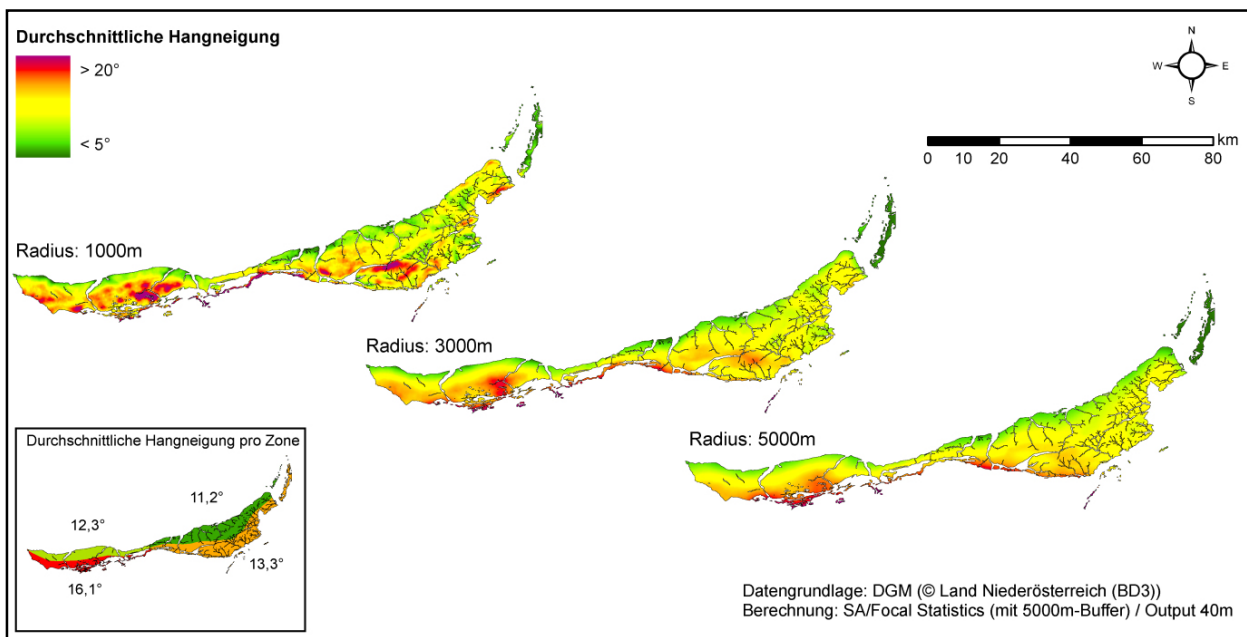 Durchschnittliche Hangneigung
> 20°
< 5°
N
W E
S
km
0 10 20 40 60 80
Radius: 1000m
Radius: 3000m
Radius: 5000m
Durchschnittliche Hangneigung pro Zone
11,2°
12,3°
13,3°
16,1°
Datengrundlage: DGM (© Land Niederösterreich (BD3))
Berechnung: SA/Focal Statistics (mit 5000m-Buffer) / Output 40m